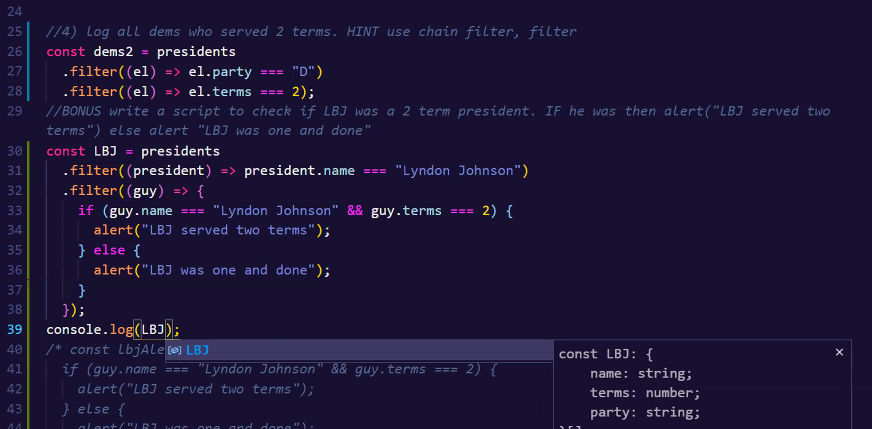 24
25 //4) log all dems who served 2 terms. HINT use chain filter, filter
26 const dems2 = presidents
27 .filter((el) => el.party === "D")
28 .filter((el) => el.terms === 2);
29 //BONUS write a script to check if LBJ was a 2 term president. IF he was then alert("LBJ served two
terms") else alert "LBJ was one and done"
30 const LBJ = presidents
31 .filter((president) => president.name === "Lyndon Johnson")
32 .filter((guy) => {
33 if (guy.name === "Lyndon Johnson" && guy.terms === 2) {
34 alert("LBJ served two terms");
35 } else {
36 alert("LBJ was one and done");
37 }
38 });
39 console.log(LBJ);
40 /* const lbjAle
LBJ
const LBJ: {
41 if (guy.name === "Lyndon Johnson" && guy.terms === 2) {
name: string;
42 alert("LBJ served two terms");
terms: number;
43 } else {
party: string;
44 alert("LBJ was one and done");
}[]